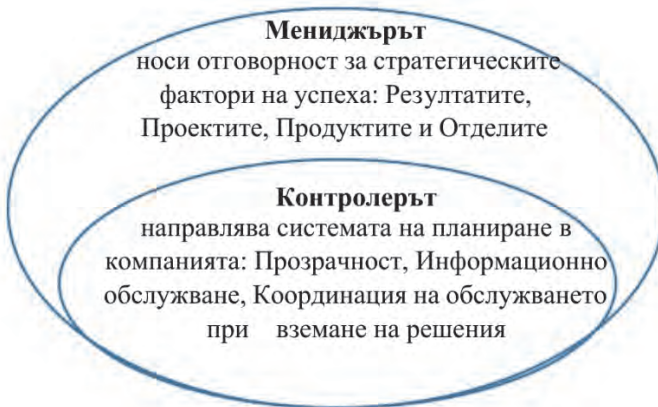 Мениджърът
носи отговорност за стратегическите
фактори на успеха: Резултатите,
Проектите, Продуктите и Отделите
Контролерът
направлява системата на планиране в
компанията: Прозрачност, Информационно
обслужване, Координация на обслужването
при вземане на решения